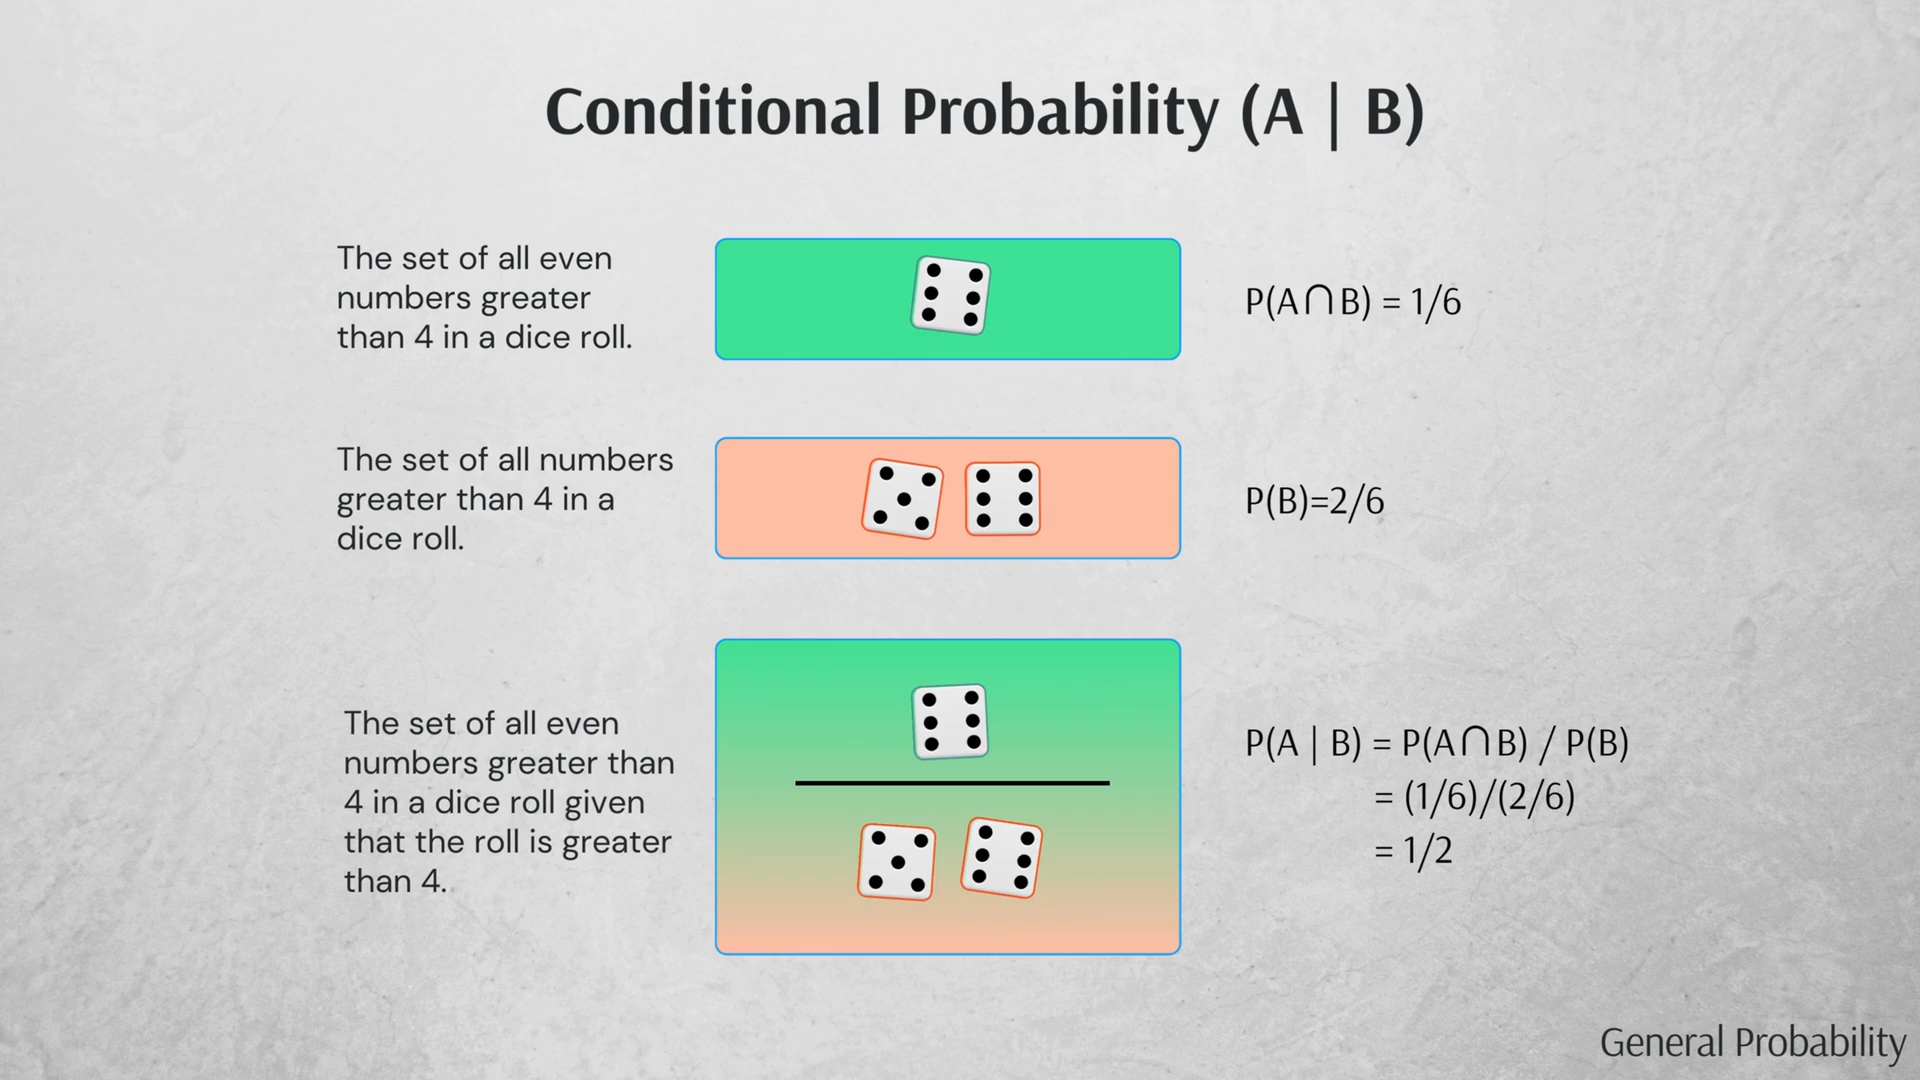 Conditional Probability (A | B)
The set of all even
numbers greater
than 4 in a dice roll.
P(A∩B) = 1/6
The set of all numbers
greater than 4 in a
dice roll.
P(B)=2/6
The set of all even
numbers greater than
4 in a dice roll given
that the roll is greater
than 4.
P(A | B) = P(A∩B) / P(B)
= (1/6)/(2/6)
= 1/2
General Probability